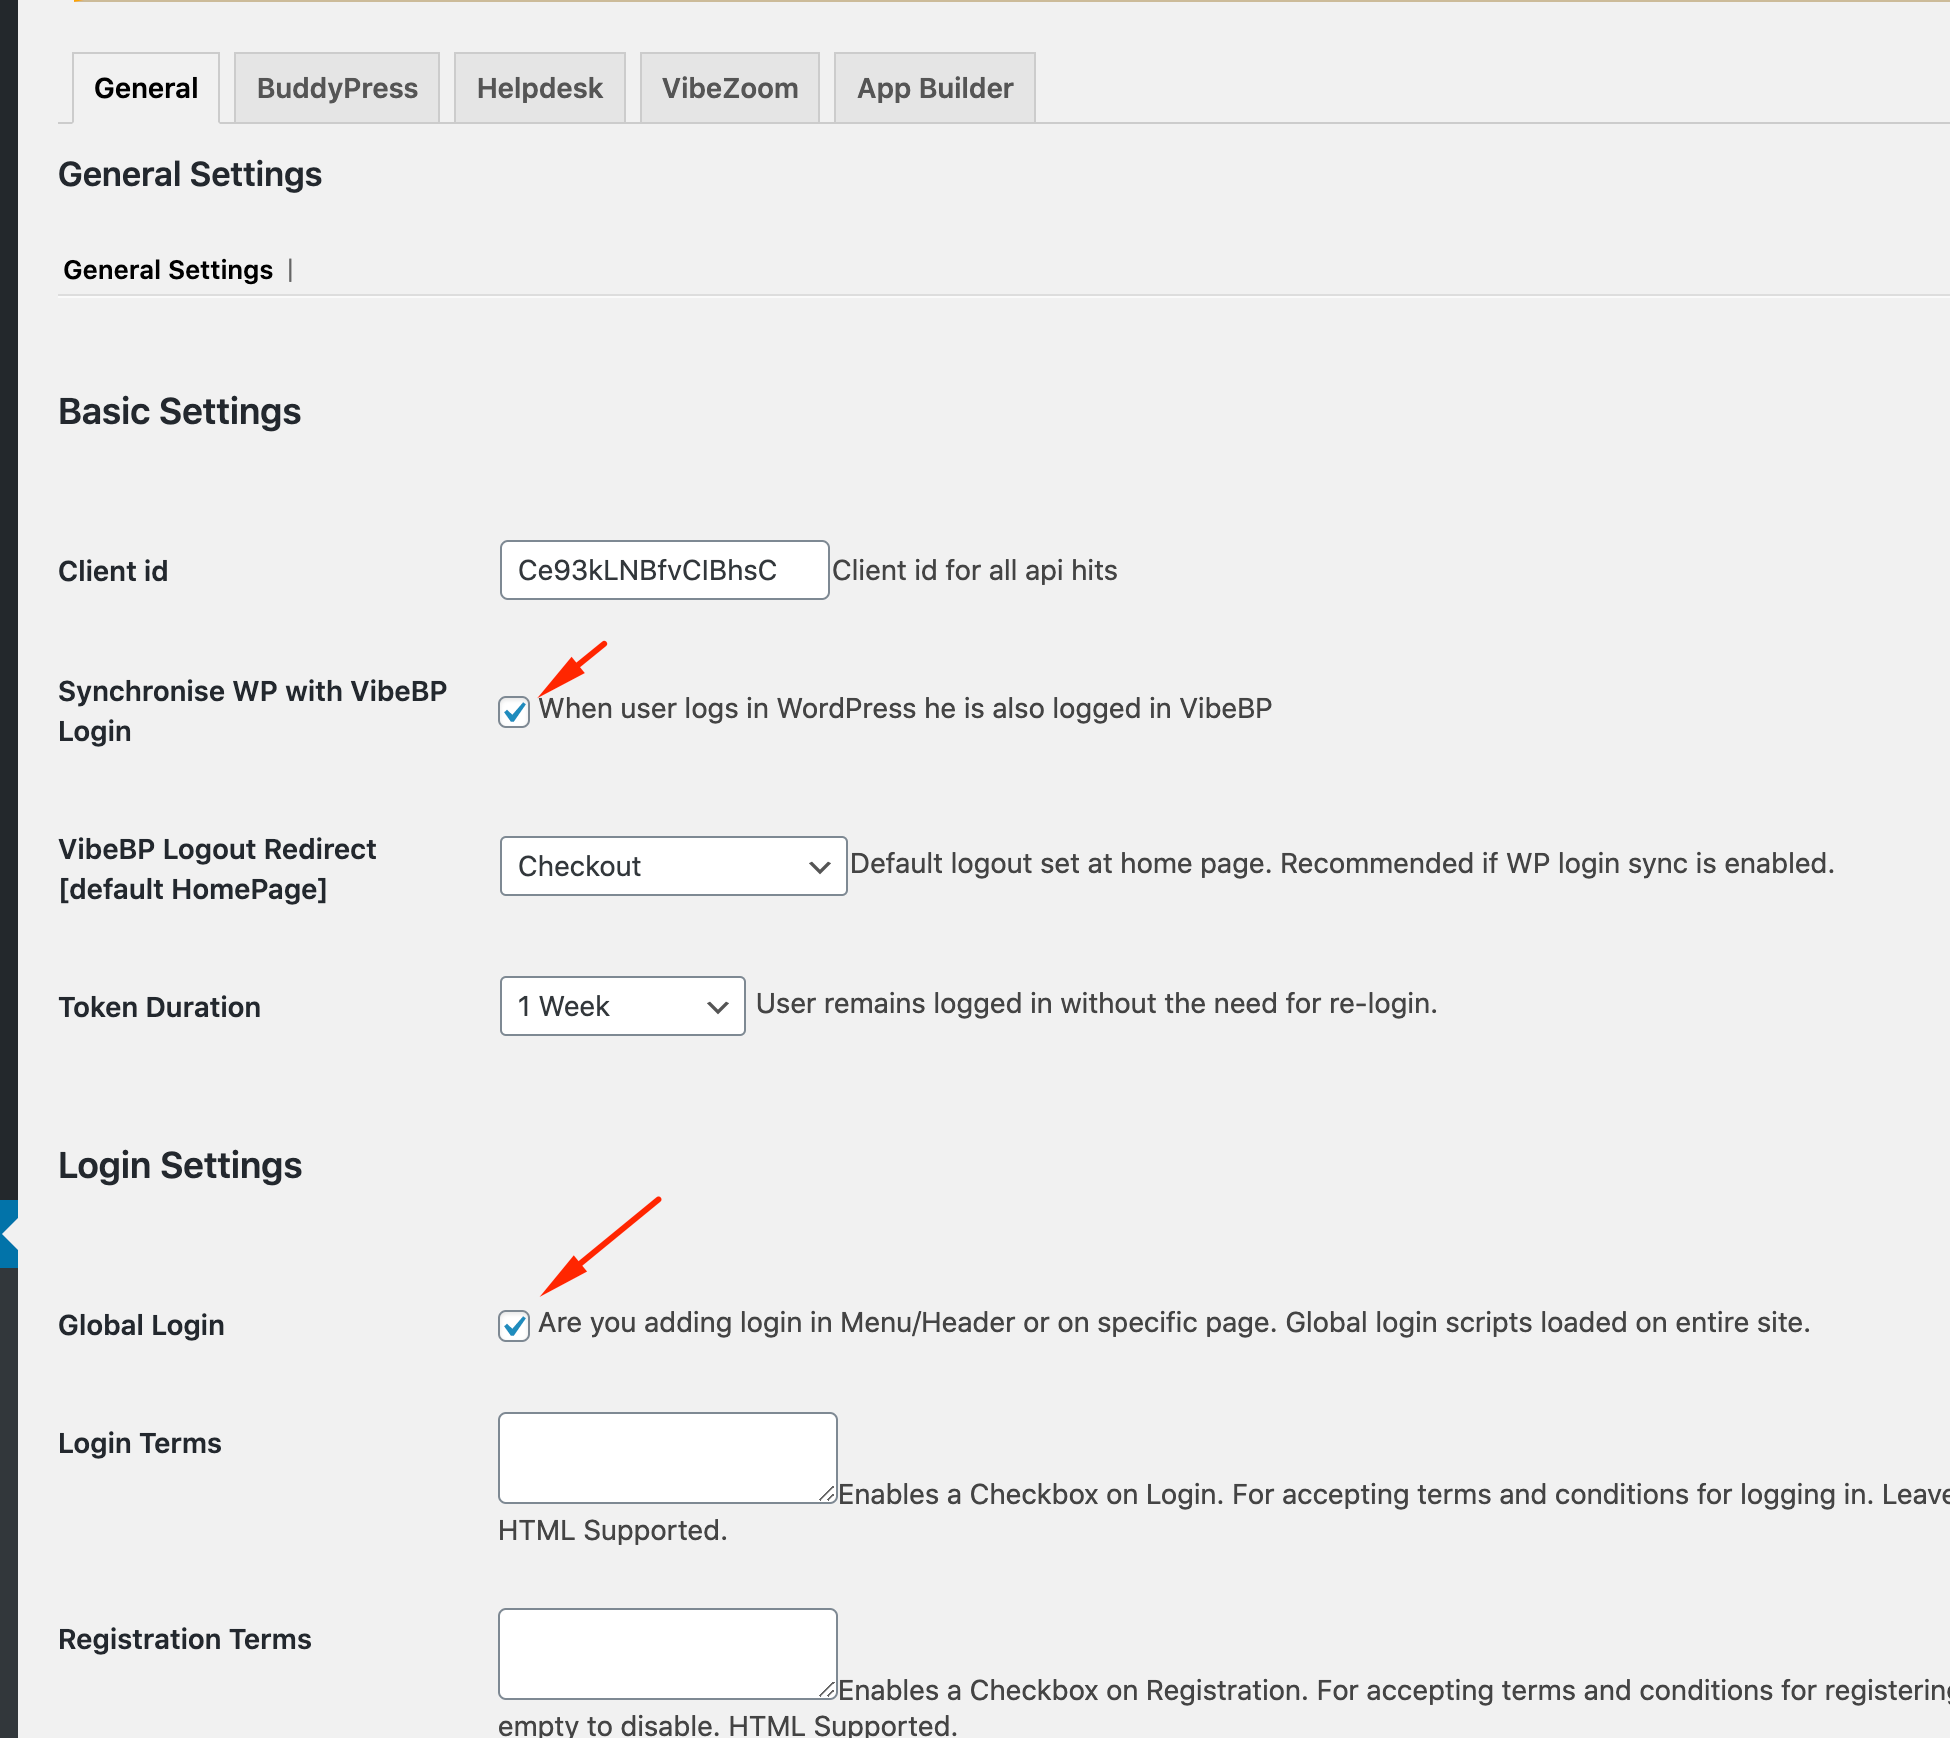 General BuddyPress Helpdesk VibeZoom App Builder
General Settings
General Settings |
Basic Settings
Client id Ce93kLNBfvCIBhsC Client id for all api hits
Synchronise WP with VibeBP
Login
When user logs in WordPress he is also logged in VibeBP
VibeBP Logout Redirect
[default HomePage]
Checkout Default logout set at home page. Recommended if WP login sync is enabled.
Token Duration 1 Week User remains logged in without the need for re-login.
Login Settings
Global Login Are you adding login in Menu/Header or on specific page. Global login scripts loaded on entire site.
Login Terms
Enables a Checkbox on Login. For accepting terms and conditions for logging in. Leave
HTML Supported.
Registration Terms
Enables a Checkbox on Registration. For accepting terms and conditions for registering
empty to disable. HTML Supported.